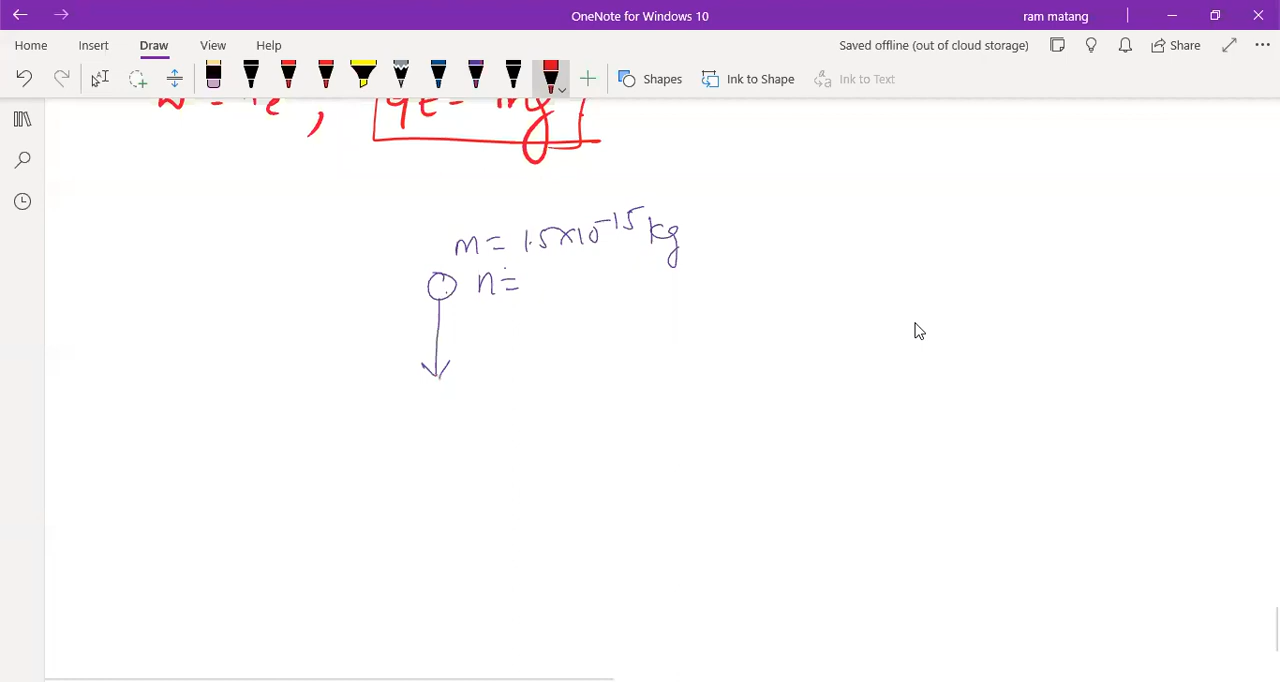 OneNote for Windows 10
ram matang
Home Insert Draw View Help
Saved offline (out of cloud storage)
Share
Shapes
Ink to Shape
Ink to Text
qE = mg
m = 1.5×10⁻¹⁵ kg
n =